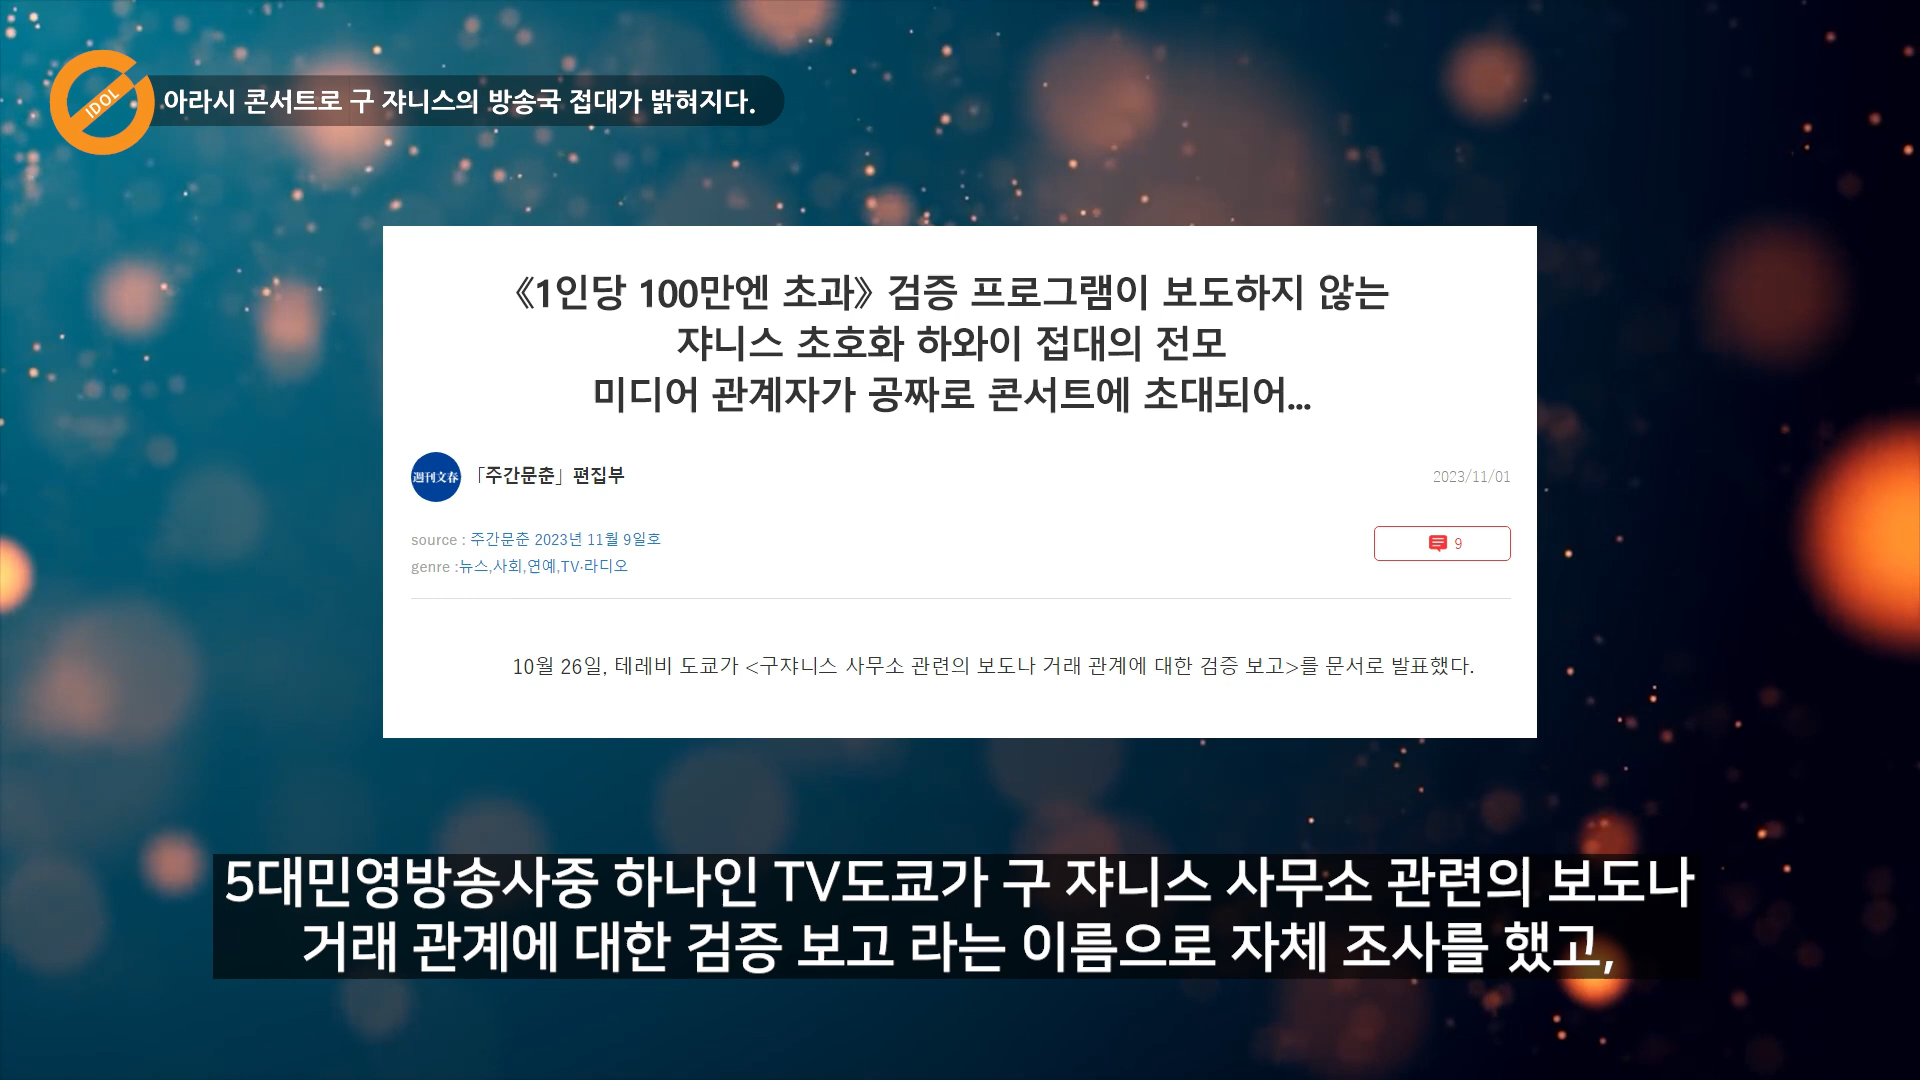 IDOL
아라시 콘서트로 구 쟈니스의 방송국 접대가 밝혀지다.
《1인당 100만엔 초과》 검증 프로그램이 보도하지 않는
쟈니스 초호화 하와이 접대의 전모
미디어 관계자가 공짜로 콘서트에 초대되어...
週刊文春 「주간문춘」 편집부
2023/11/01
source : 주간문춘 2023년 11월 9일호
9
genre :뉴스,사회,연예,TV·라디오
10월 26일, 테레비 도쿄가 <구쟈니스 사무소 관련의 보도나 거래 관계에 대한 검증 보고>를 문서로 발표했다.
5대민영방송사중 하나인 TV도쿄가 구 쟈니스 사무소 관련의 보도나
거래 관계에 대한 검증 보고 라는 이름으로 자체 조사를 했고,